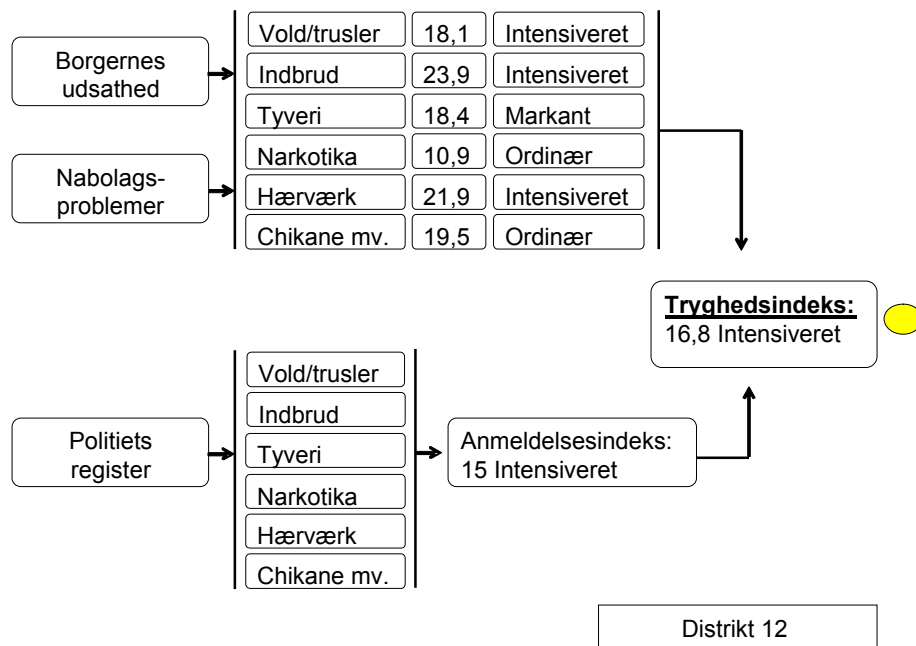 Borgernes
udsathed
Nabolags-
problemer
Vold/trusler 18,1 Intensiveret
Indbrud 23,9 Intensiveret
Tyveri 18,4 Markant
Narkotika 10,9 Ordinær
Hærværk 21,9 Intensiveret
Chikane mv. 19,5 Ordinær
Tryghedsindeks:
16,8 Intensiveret
Politiets
register
Vold/trusler
Indbrud
Tyveri
Narkotika
Hærværk
Chikane mv.
Anmeldelsesindeks:
15 Intensiveret
Distrikt 12